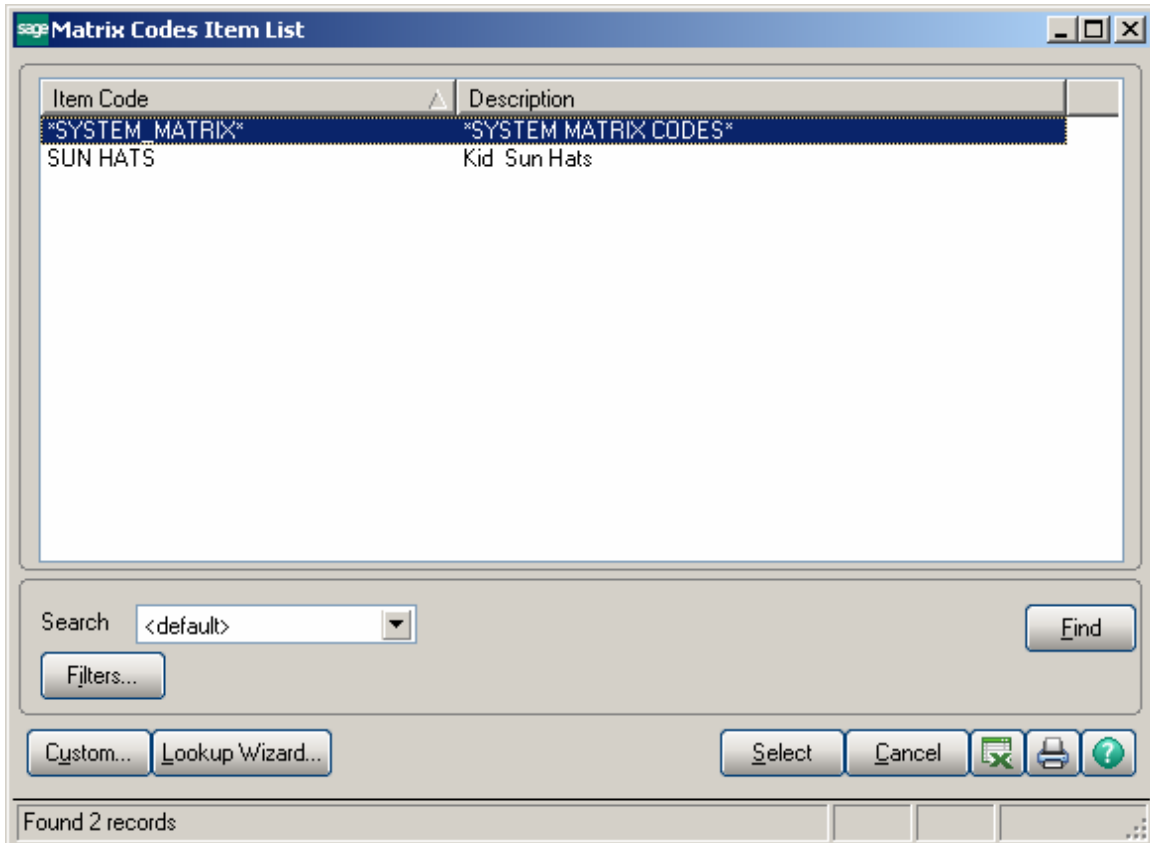 sage Matrix Codes Item List
Item Code Description
*SYSTEM_MATRIX* *SYSTEM MATRIX CODES*
SUN HATS Kid Sun Hats
Search <default> Find
Filters...
Custom... Lookup Wizard... Select Cancel ?
Found 2 records